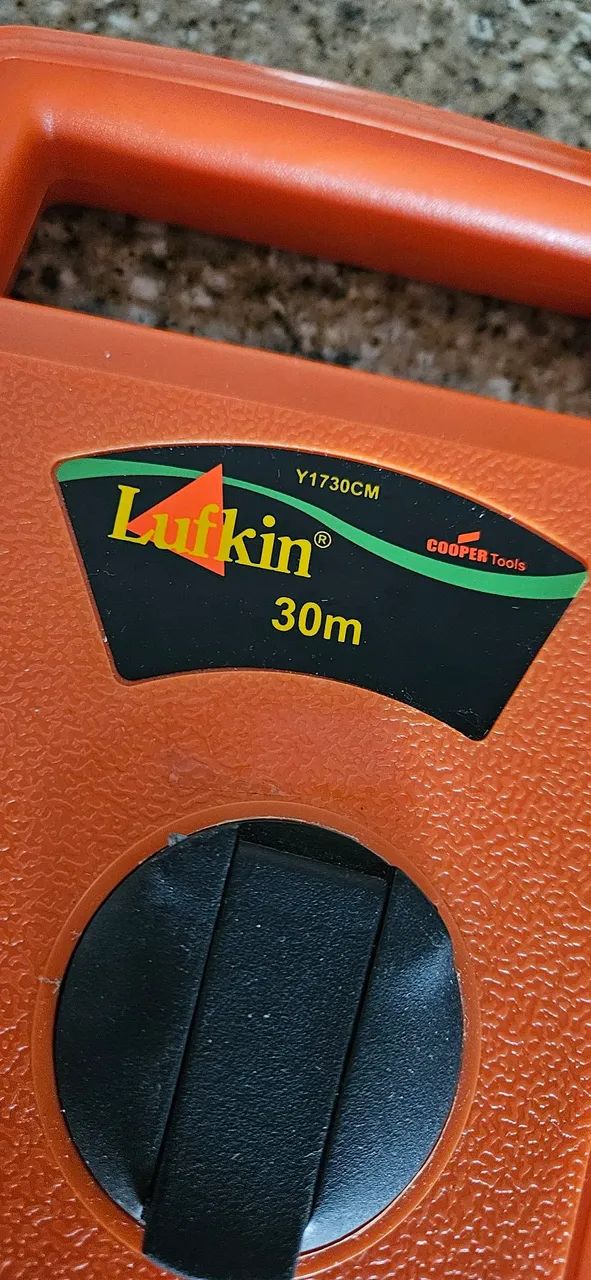 Y1730CM
Lufkin®
COOPER Tools
30m